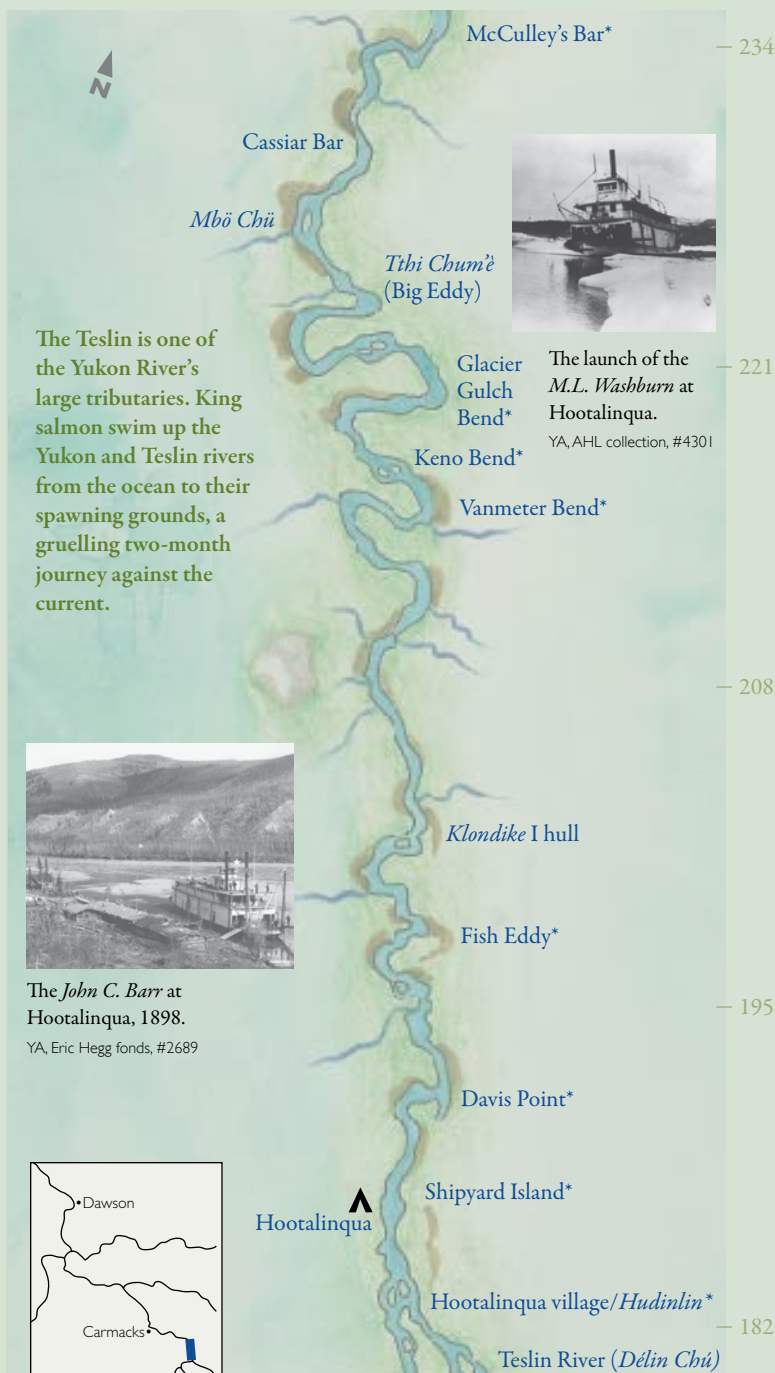 McCulley's Bar*
234
N
Cassiar Bar
Mbö Chü
Tthi Chum'è
(Big Eddy)
The Teslin is one of
the Yukon River's
large tributaries. King
salmon swim up the
Yukon and Teslin rivers
from the ocean to their
spawning grounds, a
gruelling two-month
journey against the
current.
Glacier
Gulch
Bend*
The launch of the
M.L. Washburn at
Hootalinqua.
YA, AHL collection, #4301
221
Keno Bend*
Vanmeter Bend*
208
Klondike I hull
Fish Eddy*
The John C. Barr at
Hootalinqua, 1898.
YA, Eric Hegg fonds, #2689
195
Davis Point*
Shipyard Island*
Hootalinqua
Hootalinqua village/Hudinlin*
182
Teslin River (Délin Chú)
Dawson
Carmacks